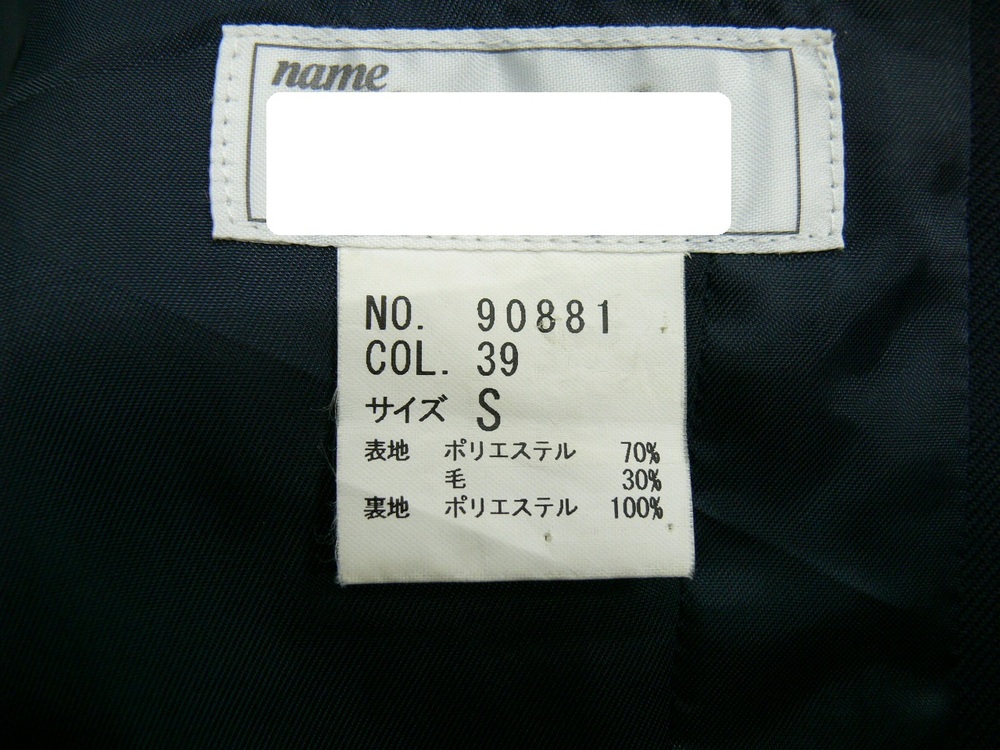 name
NO. 90881
COL. 39
サイズ S
表地 ポリエステル 70%
毛 30%
裏地 ポリエステル 100%